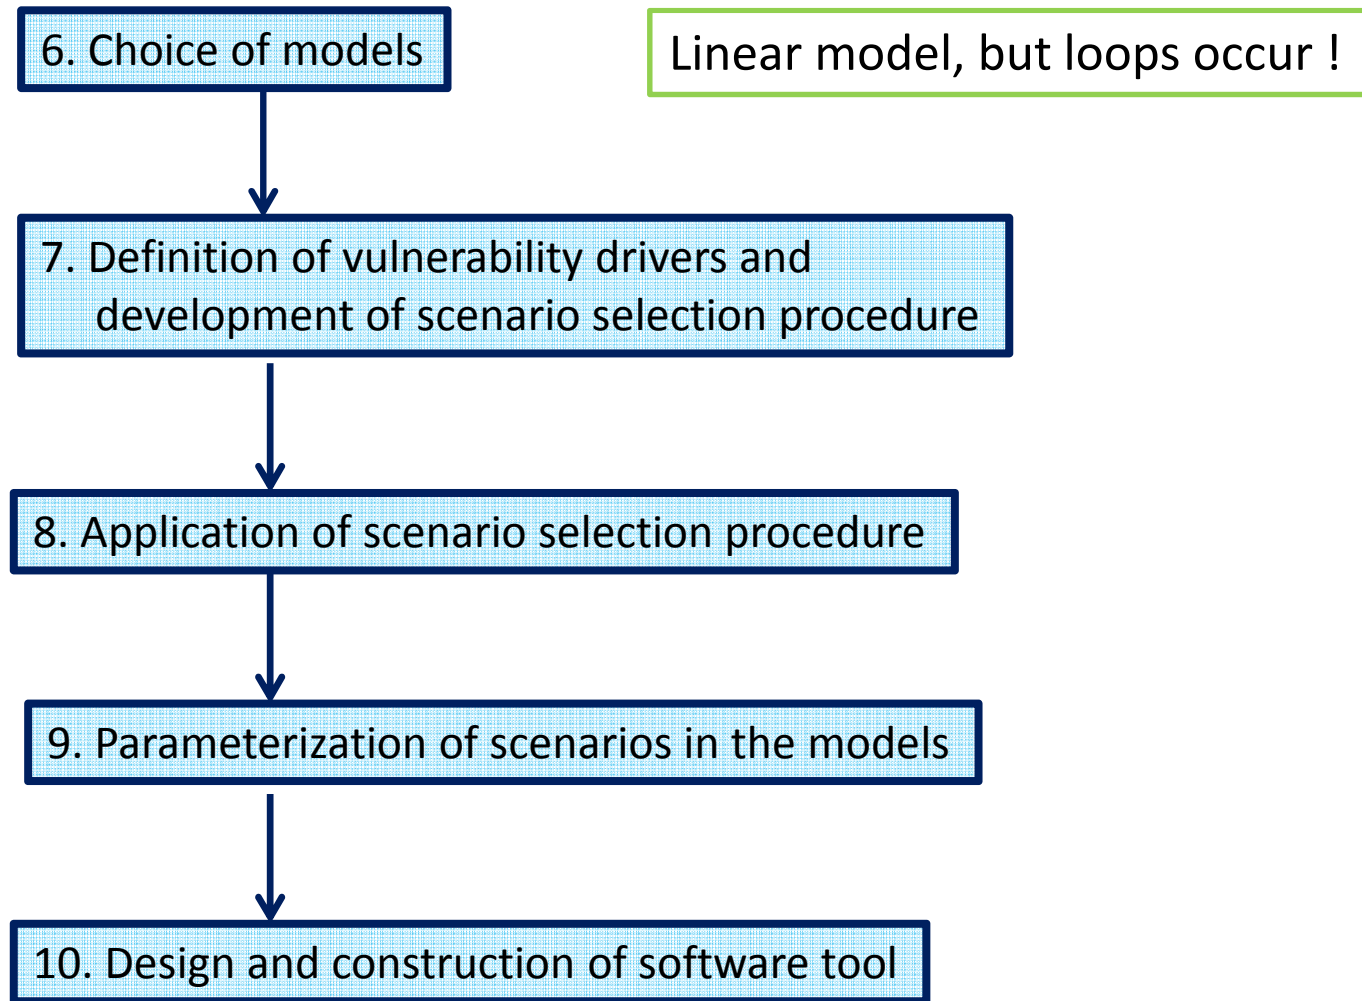 6. Choice of models
Linear model, but loops occur !
7. Definition of vulnerability drivers and
development of scenario selection procedure
8. Application of scenario selection procedure
9. Parameterization of scenarios in the models
10. Design and construction of software tool